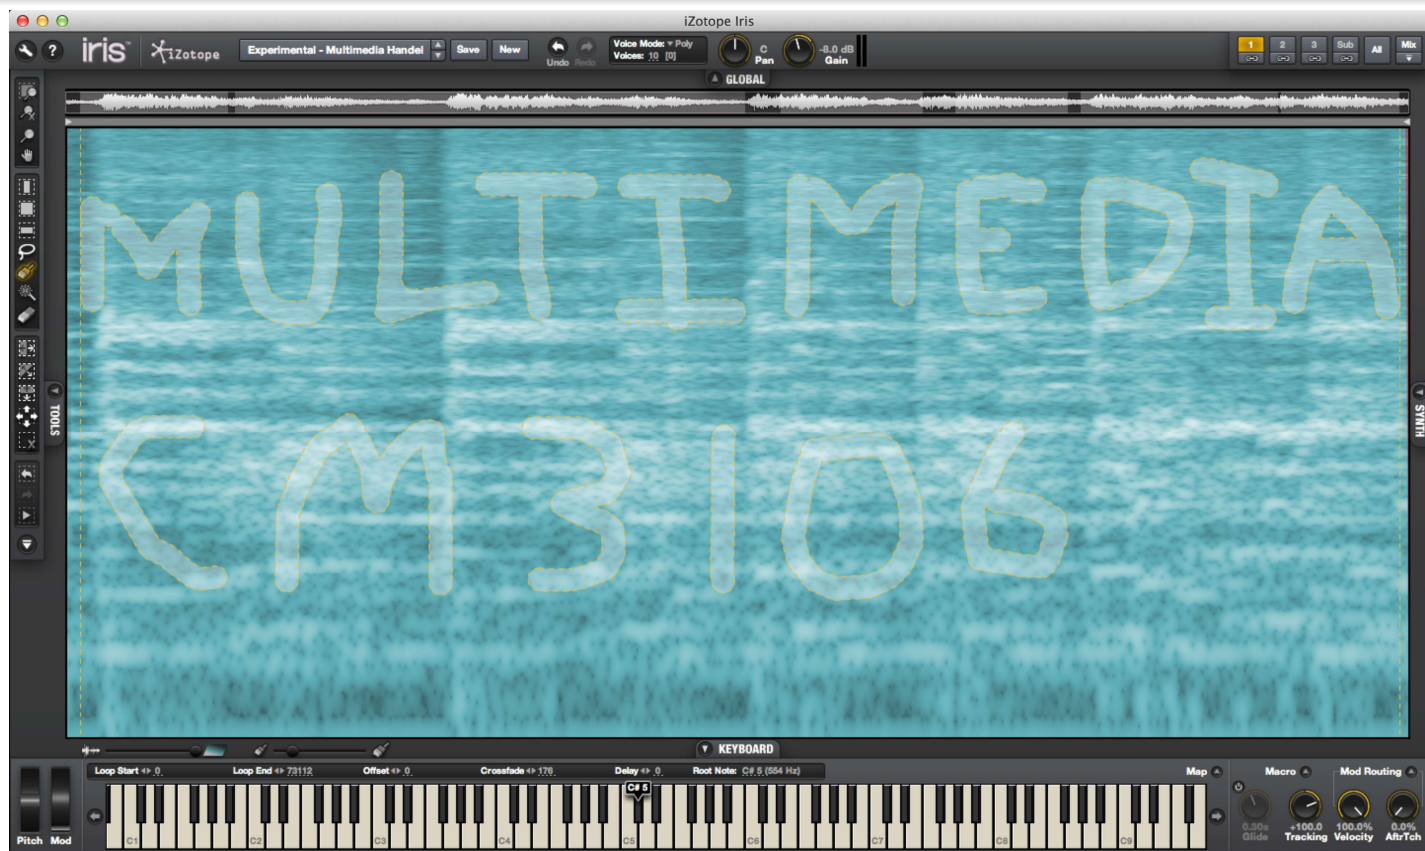 iZotope Iris
? iris™ iZotope Experimental - Multimedia Handel Save New Undo Redo Voice Mode: Poly Voices: 10 [0] C Pan -8.0 dB Gain 1 2 3 Sub All Mix
GLOBAL
MULTIMEDIA
TOOLS
SYNTH
CM3106
KEYBOARD
Loop Start 0 Loop End 73112 Offset 0 Crossfade 176 Delay 0 Root Note: C# 5 (554 Hz) Map Macro Mod Routing
C# 5
C1 C2 C3 C4 C5 C6 C7 C8 C9
0.30s +100.0 100.0% 0.0%
Pitch Mod Glide Tracking Velocity AftrTch